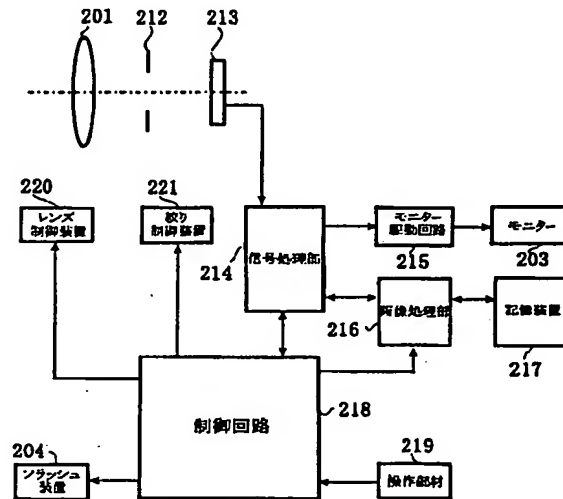 201
212
213
220
レンズ
制御装置
221
絞り
制御装置
214
信号処理部
モニター
駆動回路
215
モニター
203
216
画像処理部
記憶装置
217
制御回路
218
204
フラッシュ
装置
219
操作部材